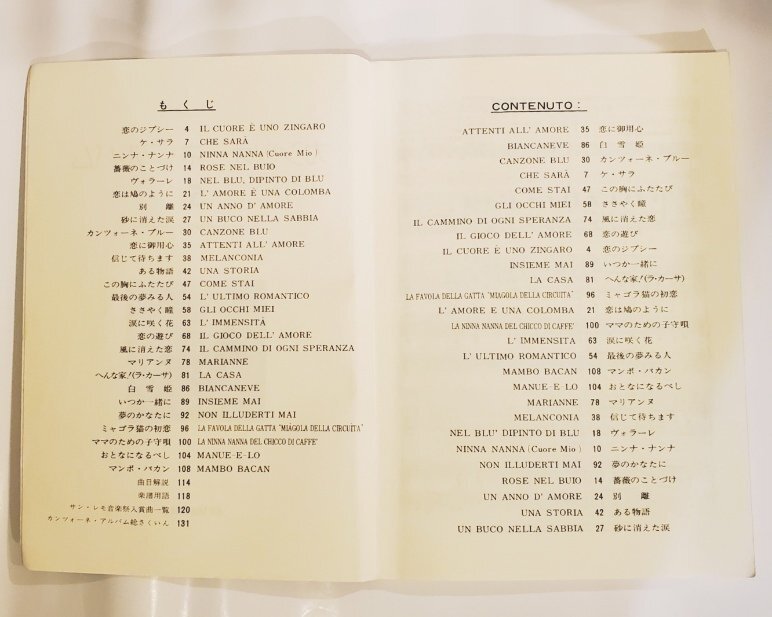 もくじ
恋のジプシー 4 IL CUORE È UNO ZINGARO
ケ・サラ 7 CHE SARÀ
ニンナ・ナンナ 10 NINNA NANNA (Cuore Mio)
薔薇のことづけ 14 ROSE NEL BUIO
ヴォラーレ 18 NEL BLU, DIPINTO DI BLU
恋は鳩のように 21 L' AMORE È UNA COLOMBA
別離 24 UN ANNO D' AMORE
砂に消えた涙 27 UN BUCO NELLA SABBIA
カンツォーネ・ブルー 30 CANZONE BLU
恋に御用心 35 ATTENTI ALL' AMORE
信じて待ちます 38 MELANCONIA
ある物語 42 UNA STORIA
この胸にふたたび 47 COME STAI
最後の夢みる人 54 L' ULTIMO ROMANTICO
ささやく瞳 58 GLI OCCHI MIEI
涙に咲く花 63 L' IMMENSITÀ
恋の遊び 68 IL GIOCO DELL' AMORE
風に消えた恋 74 IL CAMMINO DI OGNI SPERANZA
マリアンヌ 78 MARIANNE
へんな家!(ラ・カーサ) 81 LA CASA
白雪姫 86 BIANCANEVE
いつか一緒に 89 INSIEME MAI
夢のかなたに 92 NON ILLUDERTI MAI
ミャゴラ猫の初恋 96 LA FAVOLA DELLA GATTA "MIÀGOLA DELLA CIRCUITA"
ママのための子守唄 100 LA NINNA NANNA DEL CHICCO DI CAFFE'
おとなになるべし 104 MANUE-E-LO
マンボ・バカン 108 MAMBO BACAN
曲目解説 114
楽譜用語 118
サン・レモ音楽祭入賞曲一覧 120
カンツォーネ・アルバム総さくいん 131
CONTENUTO:
ATTENTI ALL' AMORE 35 恋に御用心
BIANCANEVE 86 白雪姫
CANZONE BLU 30 カンツォーネ・ブルー
CHE SARÀ 7 ケ・サラ
COME STAI 47 この胸にふたたび
GLI OCCHI MIEI 58 ささやく瞳
IL CAMMINO DI OGNI SPERANZA 74 風に消えた恋
IL GIOCO DELL' AMORE 68 恋の遊び
IL CUORE È UNO ZINGARO 4 恋のジプシー
INSIEME MAI 89 いつか一緒に
LA CASA 81 へんな家!(ラ・カーサ)
LA FAVOLA DELLA GATTA "MIAGOLA DELLA CIRCUITA" 96 ミャゴラ猫の初恋
L' AMORE È UNA COLOMBA 21 恋は鳩のように
LA NINNA NANNA DEL CHICCO DI CAFFE' 100 ママのための子守唄
L' IMMENSITÀ 63 涙に咲く花
L' ULTIMO ROMANTICO 54 最後の夢みる人
MAMBO BACAN 108 マンボ・バカン
MANUE-E-LO 104 おとなになるべし
MARIANNE 78 マリアンヌ
MELANCONIA 38 信じて待ちます
NEL BLU' DIPINTO DI BLU 18 ヴォラーレ
NINNA NANNA (Cuore Mio) 10 ニンナ・ナンナ
NON ILLUDERTI MAI 92 夢のかなたに
ROSE NEL BUIO 14 薔薇のことづけ
UN ANNO D' AMORE 24 別離
UNA STORIA 42 ある物語
UN BUCO NELLA SABBIA 27 砂に消えた涙